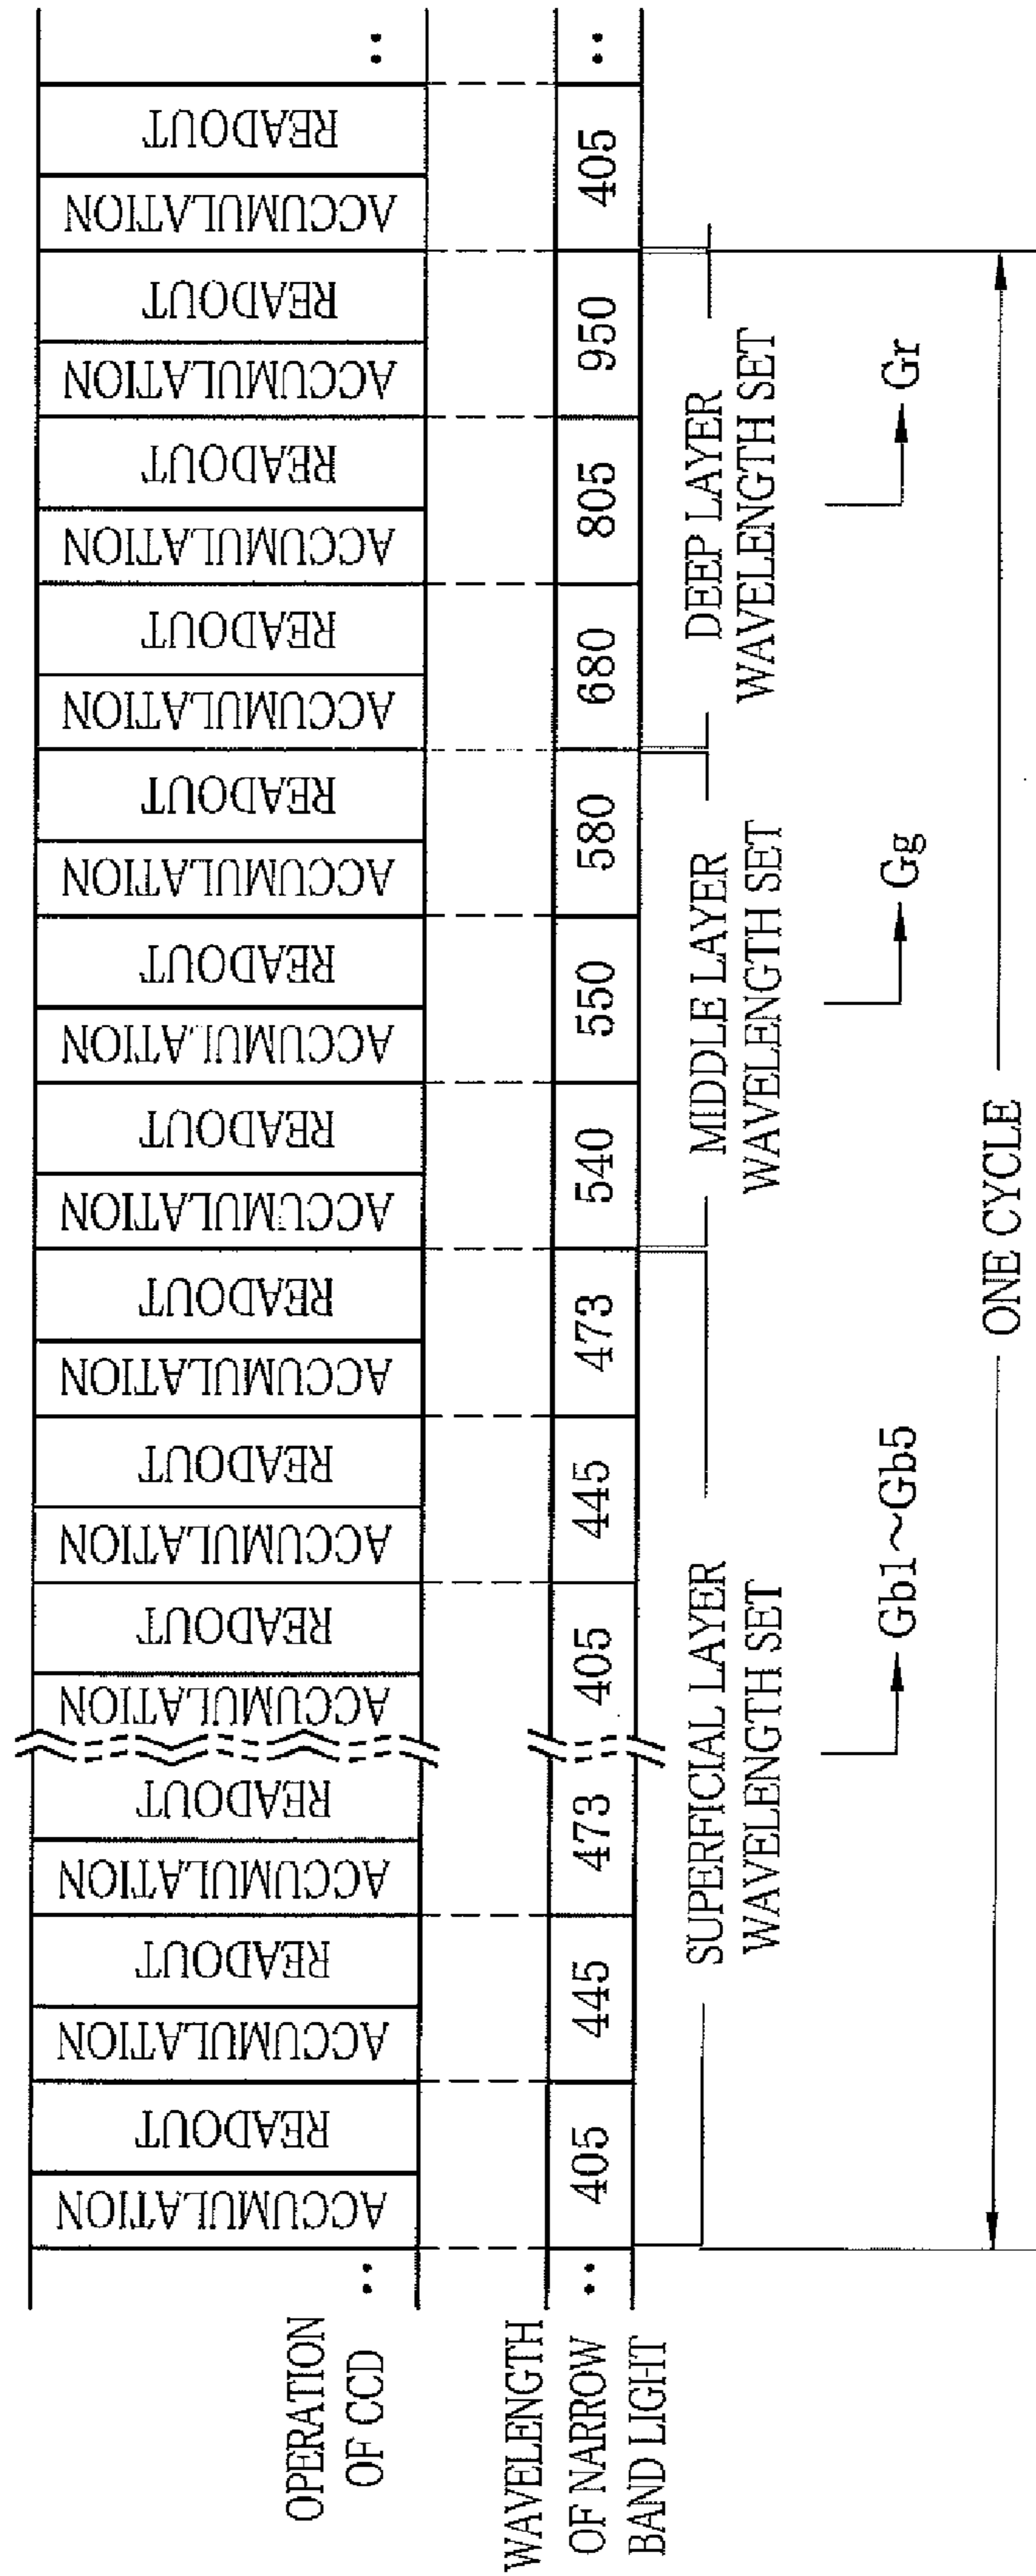 OPERATION
OF CCD
ACCUMULATION
READOUT
ACCUMULATION
READOUT
ACCUMULATION
READOUT
ACCUMULATION
READOUT
ACCUMULATION
READOUT
ACCUMULATION
READOUT
ACCUMULATION
READOUT
ACCUMULATION
READOUT
ACCUMULATION
READOUT
ACCUMULATION
READOUT
ACCUMULATION
READOUT
ACCUMULATION
READOUT
ACCUMULATION
READOUT
WAVELENGTH
OF NARROW
BAND LIGHT
405
445
473
405
445
473
540
550
580
680
805
950
405
SUPERFICIAL LAYER
WAVELENGTH SET
MIDDLE LAYER
WAVELENGTH SET
DEEP LAYER
WAVELENGTH SET
Gb1~Gb5
Gg
Gr
ONE CYCLE